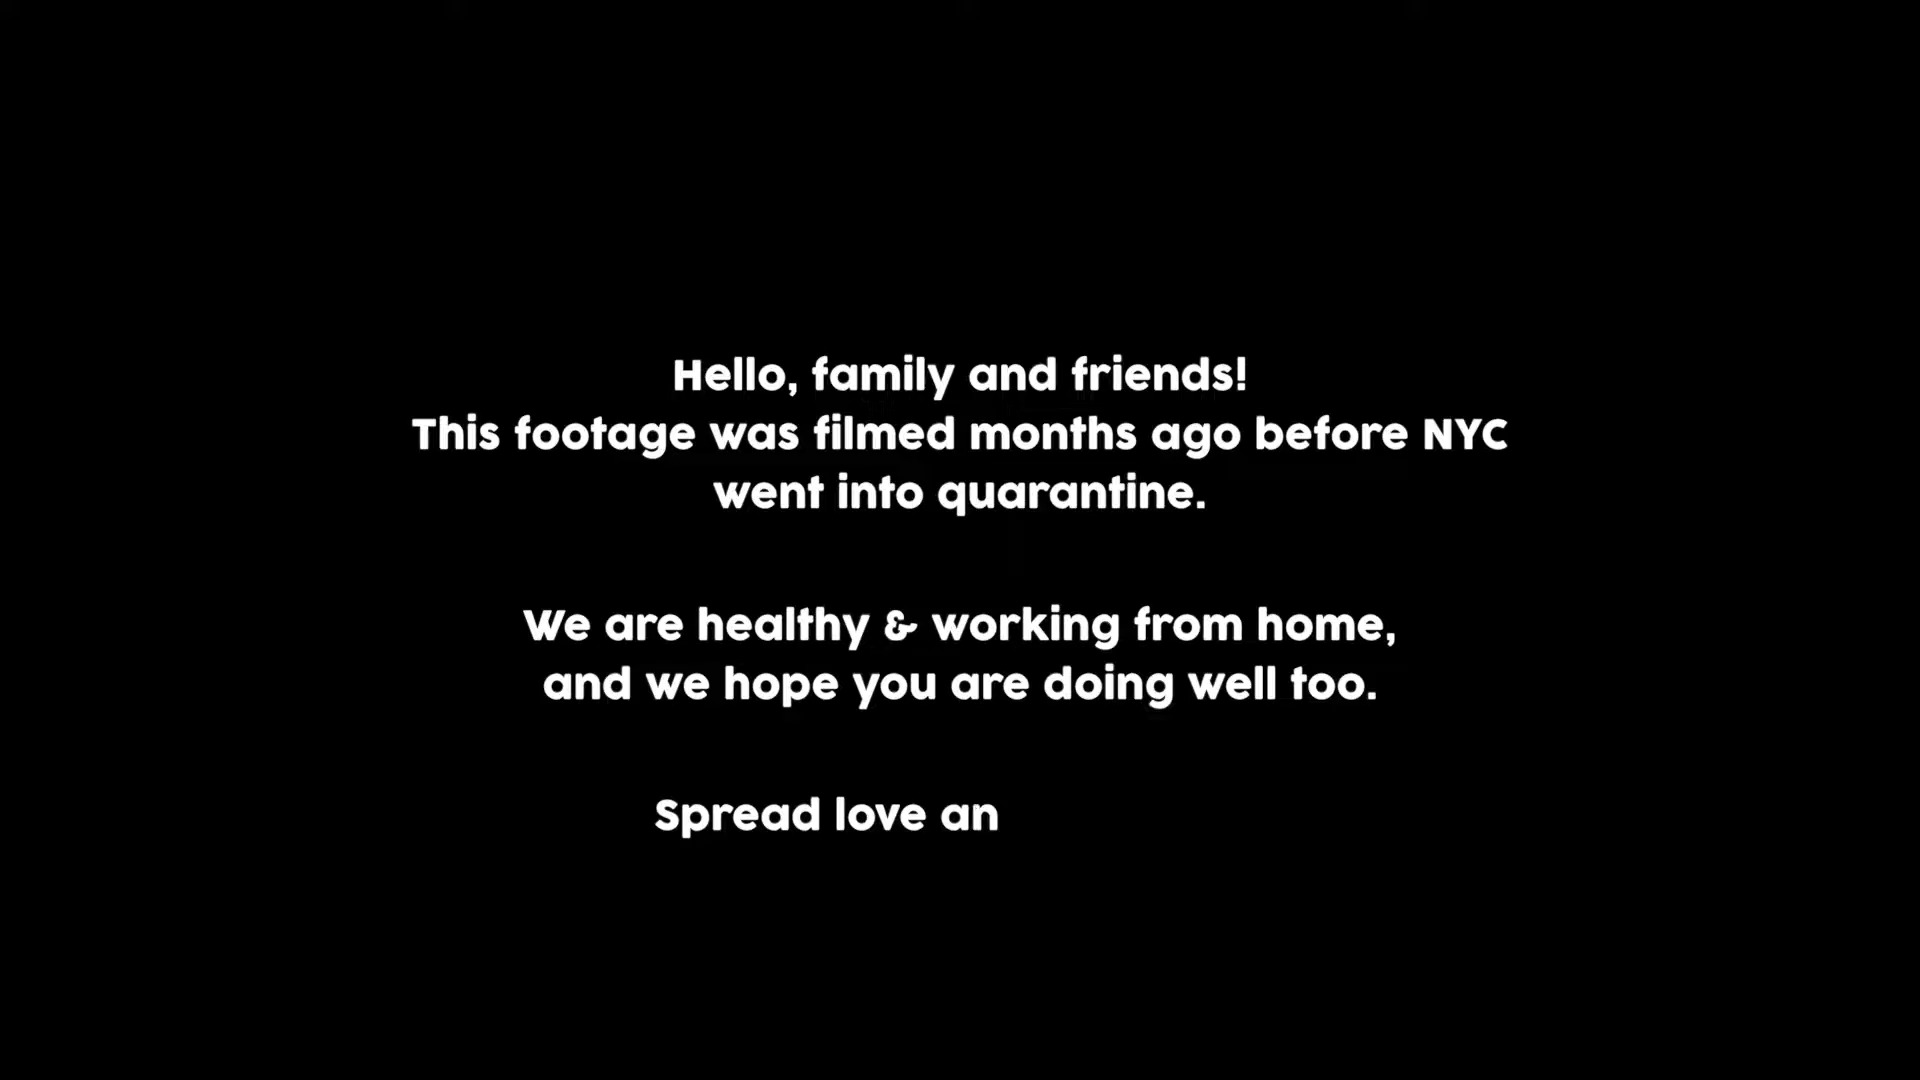 Hello, family and friends!
This footage was filmed months ago before NYC
went into quarantine.
We are healthy & working from home,
and we hope you are doing well too.
Spread love an